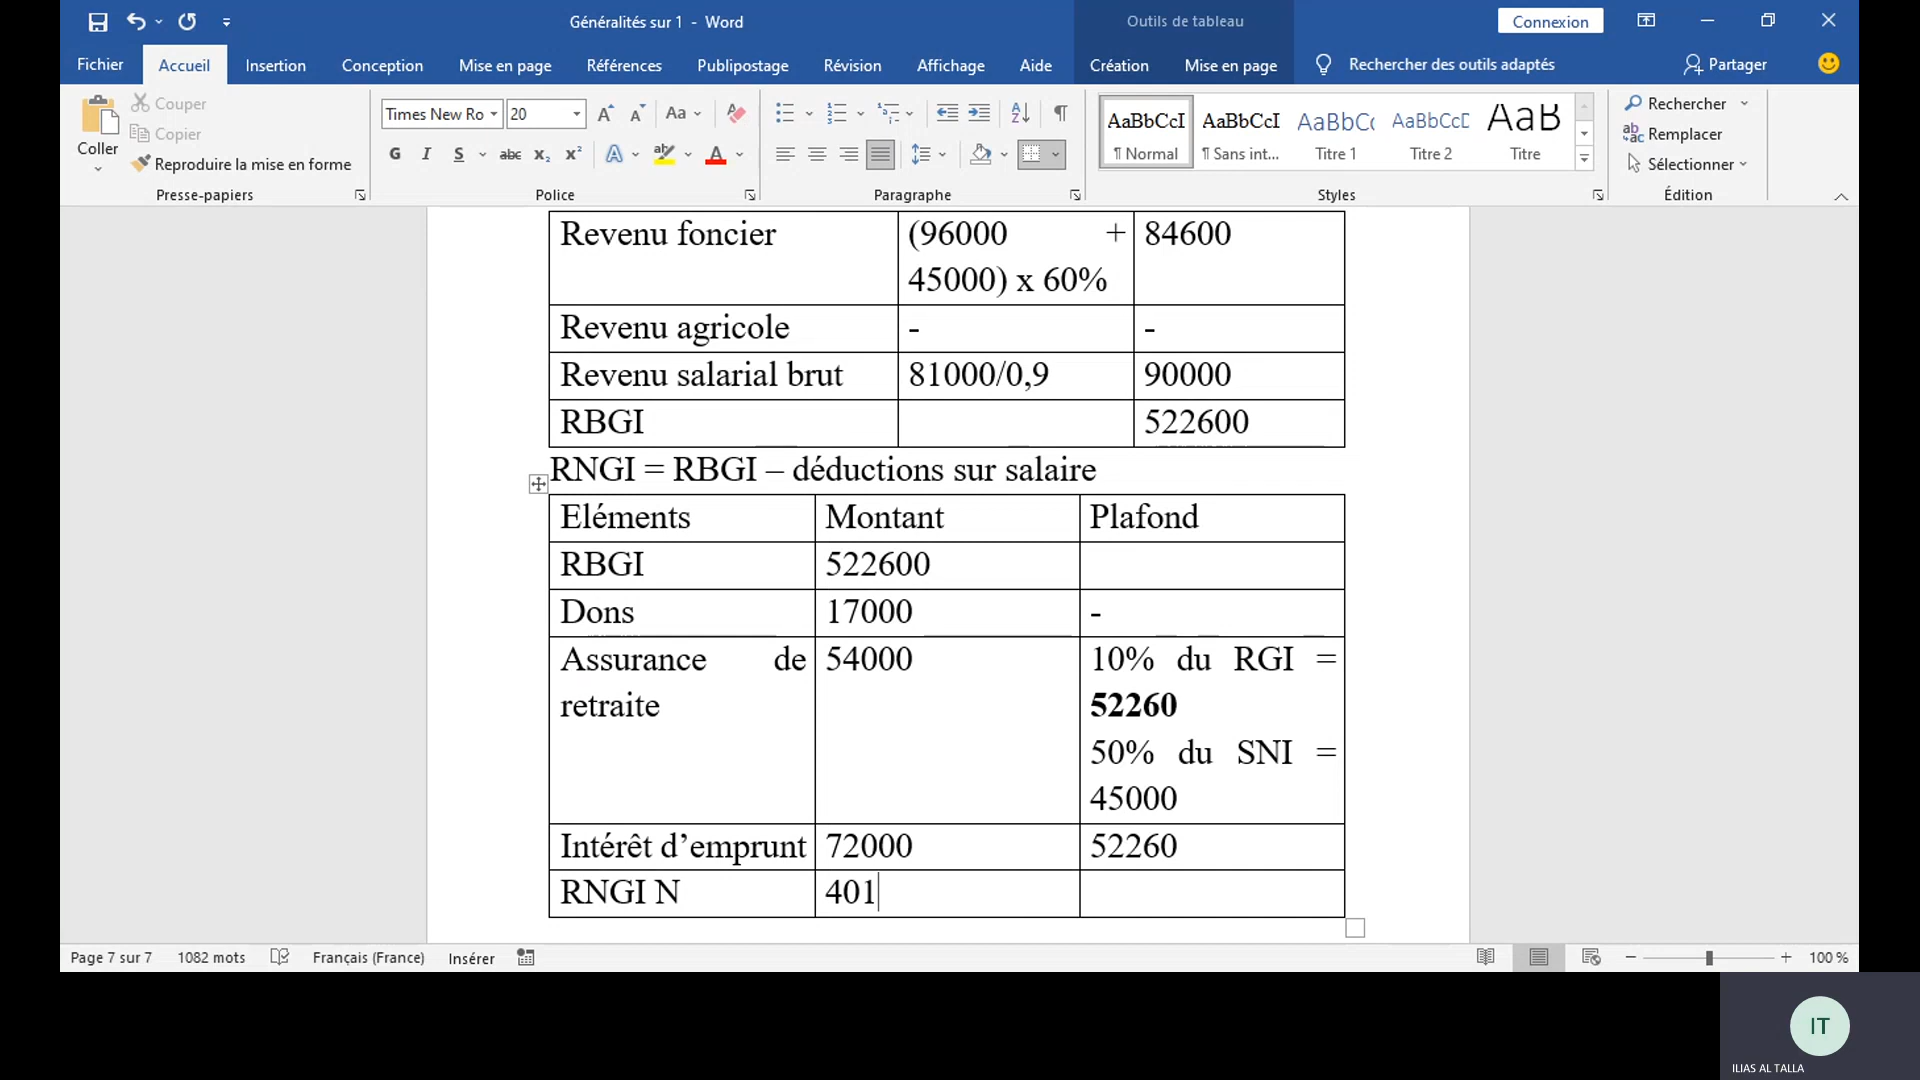 Généralités sur 1 - Word
Outils de tableau
Connexion
Fichier
Accueil
Insertion
Conception
Mise en page
Références
Publipostage
Révision
Affichage
Aide
Création
Mise en page
Rechercher des outils adaptés
Partager
Coller
Couper
Copier
Reproduire la mise en forme
Presse-papiers
Times New Ro
20
Aa
G I S abc x₂ x²
Police
Paragraphe
AaBbCcI
¶ Normal
AaBbCcI
¶ Sans int...
AaBbCc
Titre 1
AaBbCcD
Titre 2
AaB
Titre
Styles
Rechercher
Remplacer
Sélectionner
Édition
Revenu foncier
(96000 +
45000) x 60%
84600
Revenu agricole - -
Revenu salarial brut 81000/0,9 90000
RBGI 522600
RNGI = RBGI – déductions sur salaire
Eléments Montant Plafond
RBGI 522600
Dons 17000 -
Assurance de
retraite
54000
10% du RGI =
52260
50% du SNI =
45000
Intérêt d’emprunt 72000 52260
RNGI N 401
Page 7 sur 7
1082 mots
Français (France)
Insérer
100 %
IT
ILIAS AL TALLA